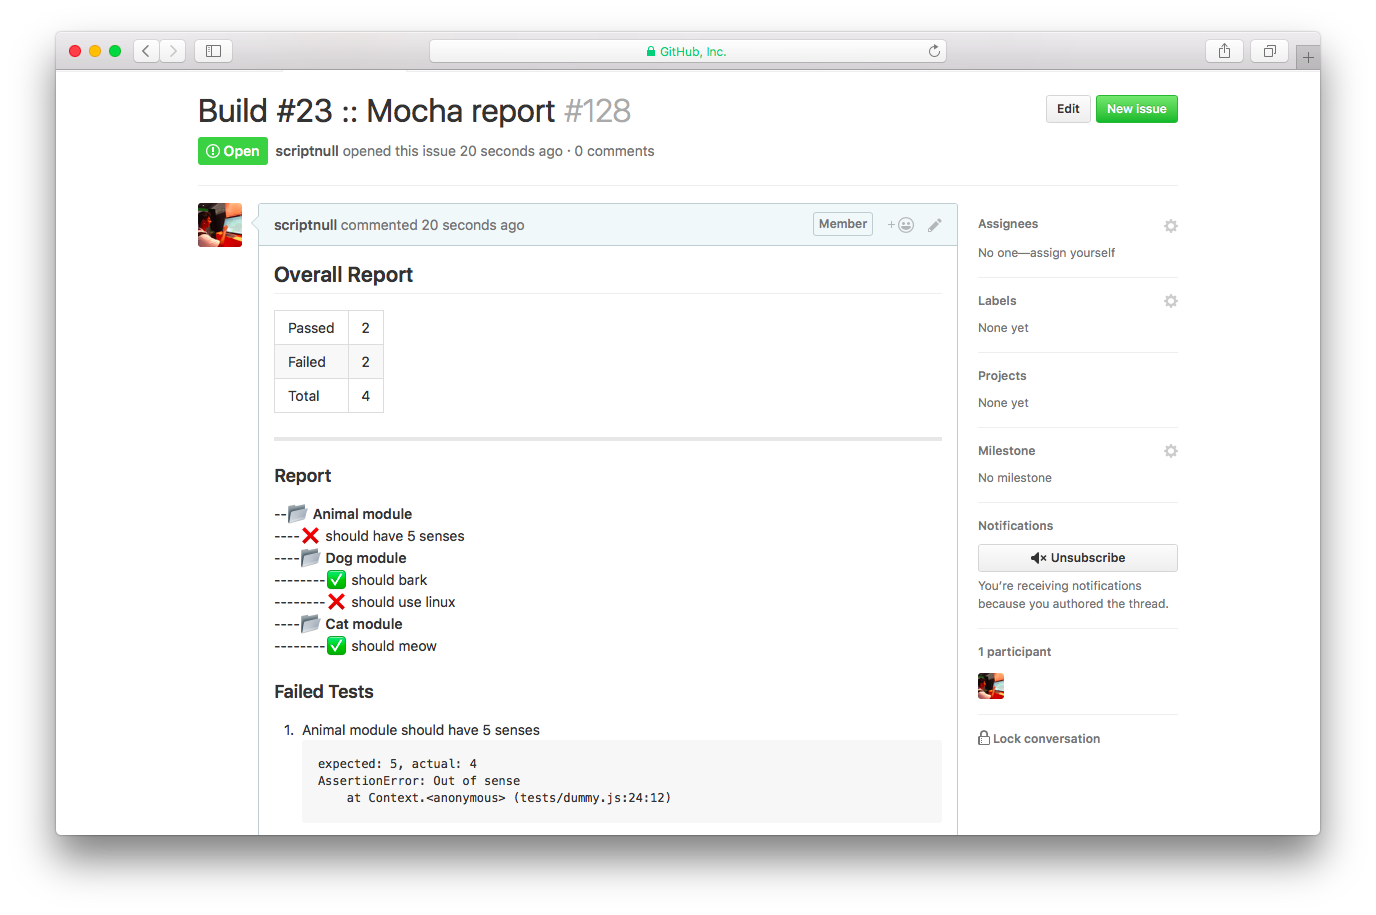 GitHub, Inc.
Build #23 :: Mocha report #128
Edit
New issue
Open
scriptnull opened this issue 20 seconds ago · 0 comments
scriptnull commented 20 seconds ago
Member
Overall Report
Passed 2
Failed 2
Total 4
Report
--📂 Animal module
----❌ should have 5 senses
----📂 Dog module
--------✅ should bark
--------❌ should use linux
----📂 Cat module
--------✅ should meow
Failed Tests
1. Animal module should have 5 senses
expected: 5, actual: 4
AssertionError: Out of sense
    at Context.<anonymous> (tests/dummy.js:24:12)
Assignees
No one—assign yourself
Labels
None yet
Projects
None yet
Milestone
No milestone
Notifications
Unsubscribe
You're receiving notifications
because you authored the thread.
1 participant
Lock conversation